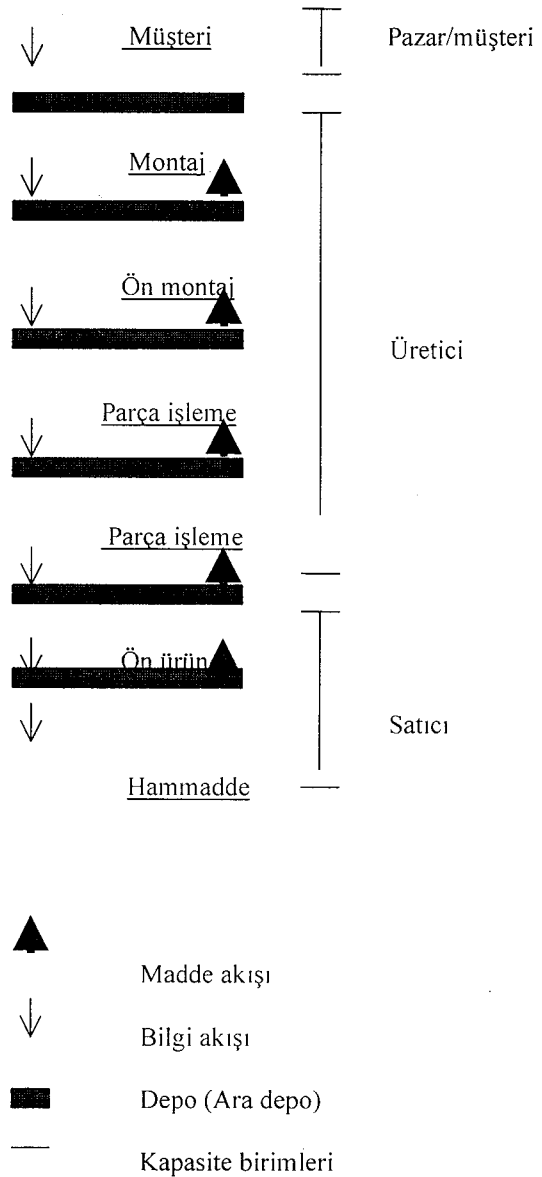 Müşteri
Pazar/müşteri
Montaj
Ön montaj
Üretici
Parça işleme
Parça işleme
Ön ürün
Satıcı
Hammadde
Madde akışı
Bilgi akışı
Depo (Ara depo)
Kapasite birimleri